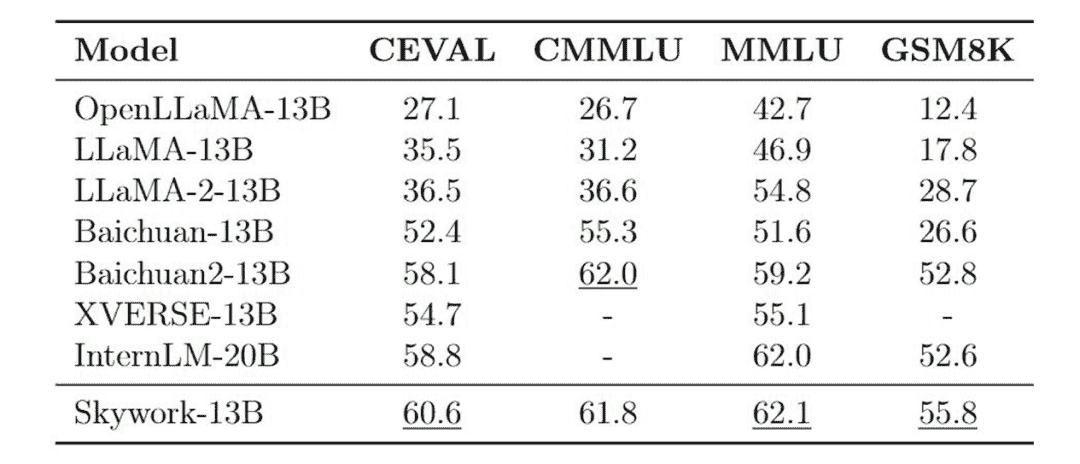 Model CEVAL CMMLU MMLU GSM8K
OpenLLaMA-13B 27.1 26.7 42.7 12.4
LLaMA-13B 35.5 31.2 46.9 17.8
LLaMA-2-13B 36.5 36.6 54.8 28.7
Baichuan-13B 52.4 55.3 51.6 26.6
Baichuan2-13B 58.1 62.0 59.2 52.8
XVERSE-13B 54.7 - 55.1 -
InternLM-20B 58.8 - 62.0 52.6
Skywork-13B 60.6 61.8 62.1 55.8